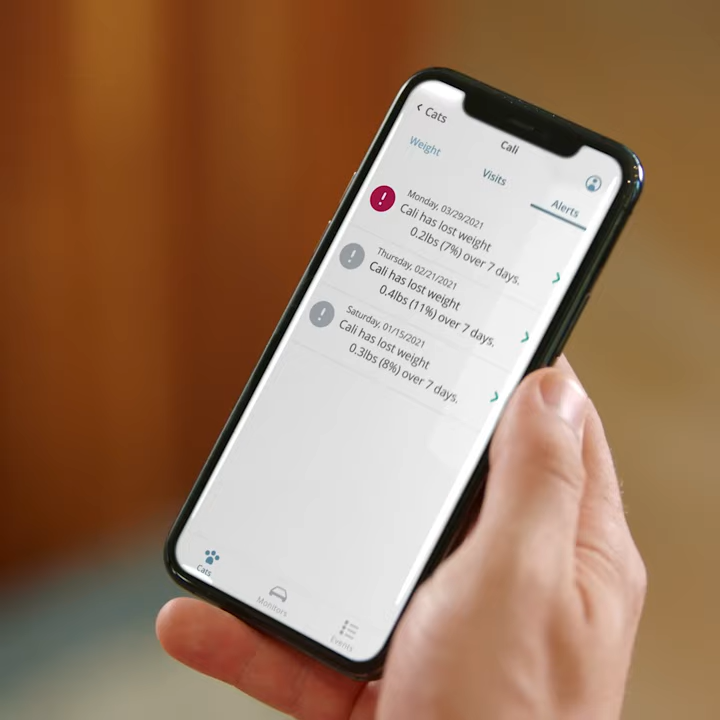 Cats
Cali
Weight
Visits
Alerts
Monday, 03/29/2021
Cali has lost weight
0.2lbs (7%) over 7 days.
Thursday, 02/21/2021
Cali has lost weight
0.4lbs (11%) over 7 days.
Saturday, 01/15/2021
Cali has lost weight
0.3lbs (8%) over 7 days.
Cats
Monitors
Events